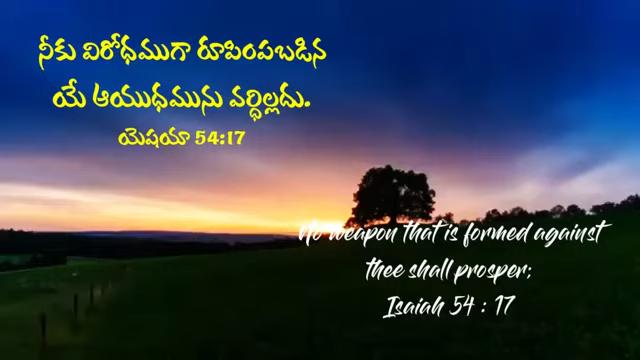 నీకు విరోధముగా రూపింపబడిన
యే ఆయుధమును వర్ధిల్లదు.
యెషయా 54:17
No weapon that is formed against
thee shall prosper;
Isaiah 54 : 17